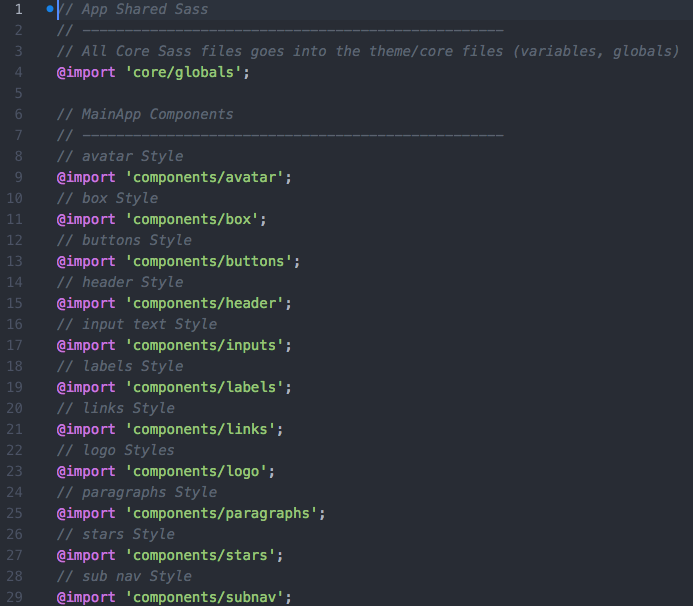 1 // App Shared Sass
2 // --------------------------------------------------
3 // All Core Sass files goes into the theme/core files (variables, globals)
4 @import 'core/globals';
5
6 // MainApp Components
7 // --------------------------------------------------
8 // avatar Style
9 @import 'components/avatar';
10 // box Style
11 @import 'components/box';
12 // buttons Style
13 @import 'components/buttons';
14 // header Style
15 @import 'components/header';
16 // input text Style
17 @import 'components/inputs';
18 // labels Style
19 @import 'components/labels';
20 // links Style
21 @import 'components/links';
22 // logo Styles
23 @import 'components/logo';
24 // paragraphs Style
25 @import 'components/paragraphs';
26 // stars Style
27 @import 'components/stars';
28 // sub nav Style
29 @import 'components/subnav';